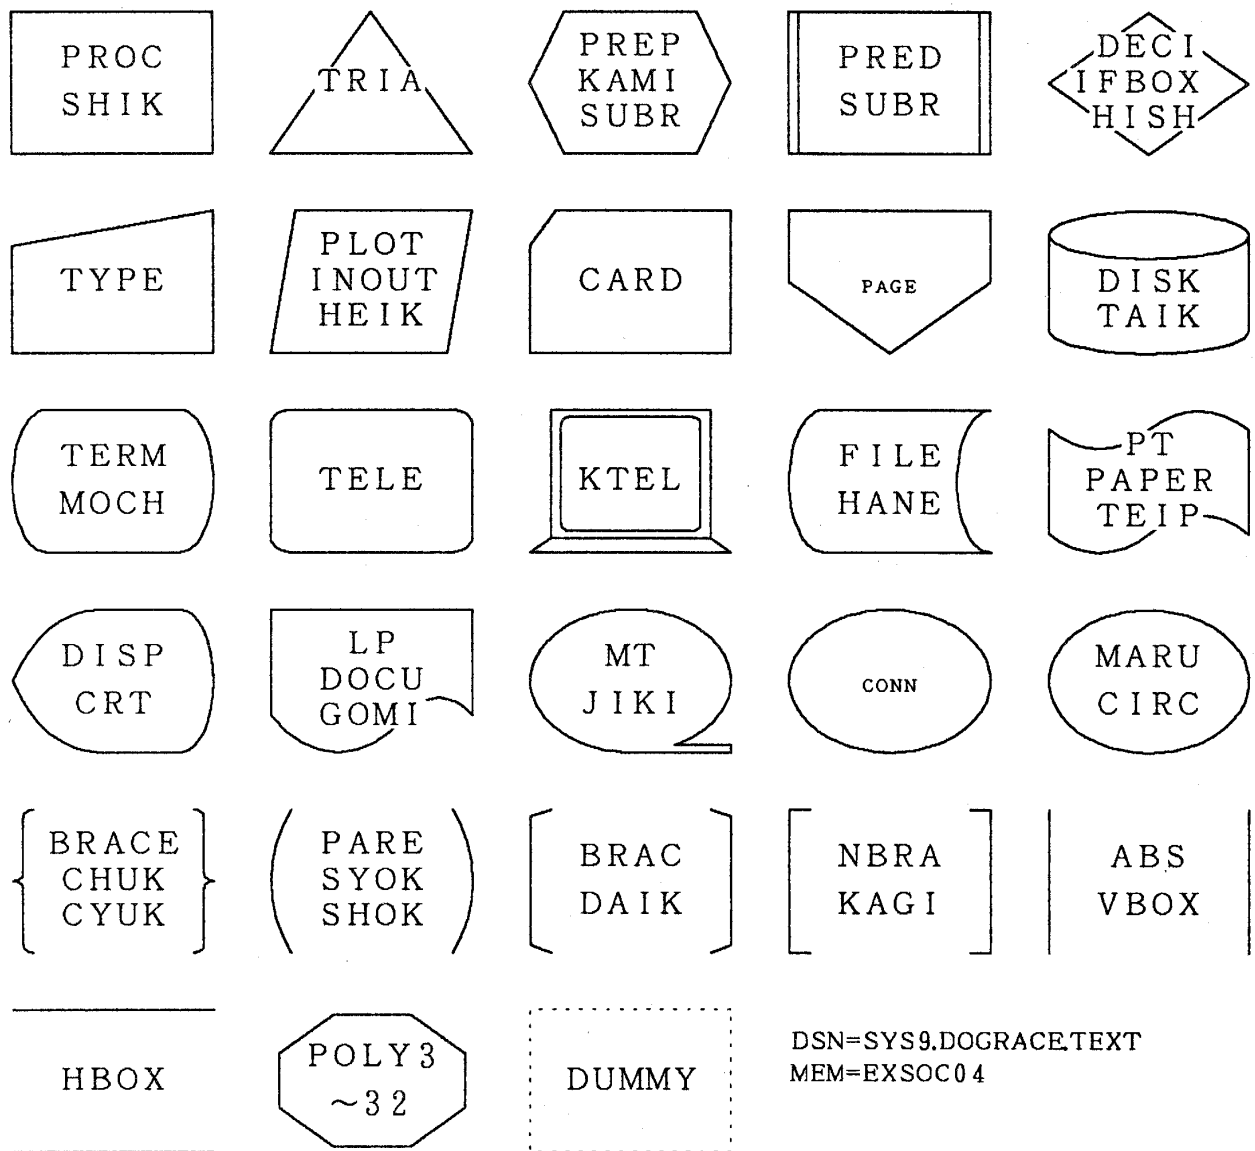 PROC
SHIK
TRIA
PREP
KAMI
SUBR
PRED
SUBR
DECI
IFBOX
HISH
TYPE
PLOT
INOUT
HEIK
CARD
PAGE
DISK
TAIK
TERM
MOCH
TELE
KTEL
FILE
HANE
PT
PAPER
TEIP
DISP
CRT
LP
DOCU
GOMI
MT
JIKI
CONN
MARU
CIRC
BRACE
CHUK
CYUK
PARE
SYOK
SHOK
BRAC
DAIK
NBRA
KAGI
ABS
VBOX
HBOX
POLY3
~32
DUMMY
DSN=SYS9.DOGRACE.TEXT
MEM=EXSOC04